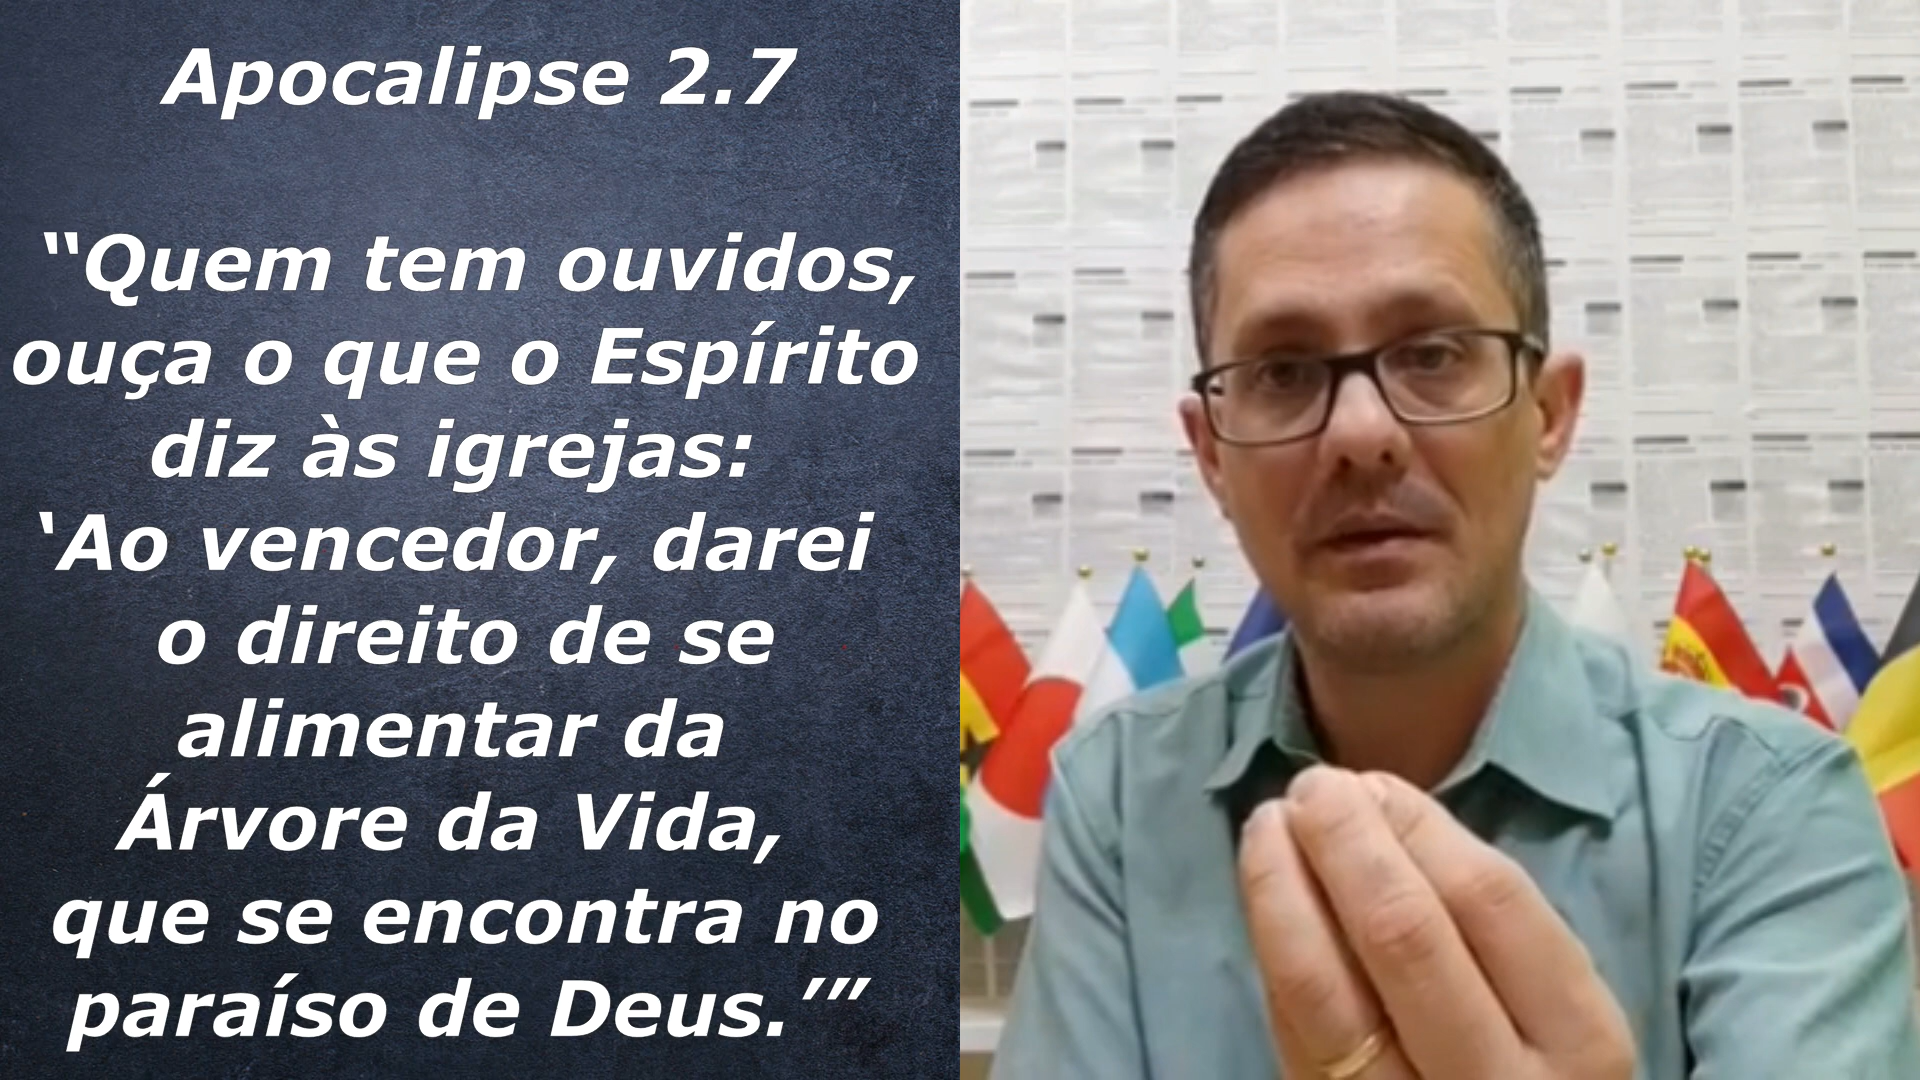 Apocalipse 2.7
“Quem tem ouvidos,
ouça o que o Espírito
diz às igrejas:
‘Ao vencedor, darei
o direito de se
alimentar da
Árvore da Vida,
que se encontra no
paraíso de Deus.’”